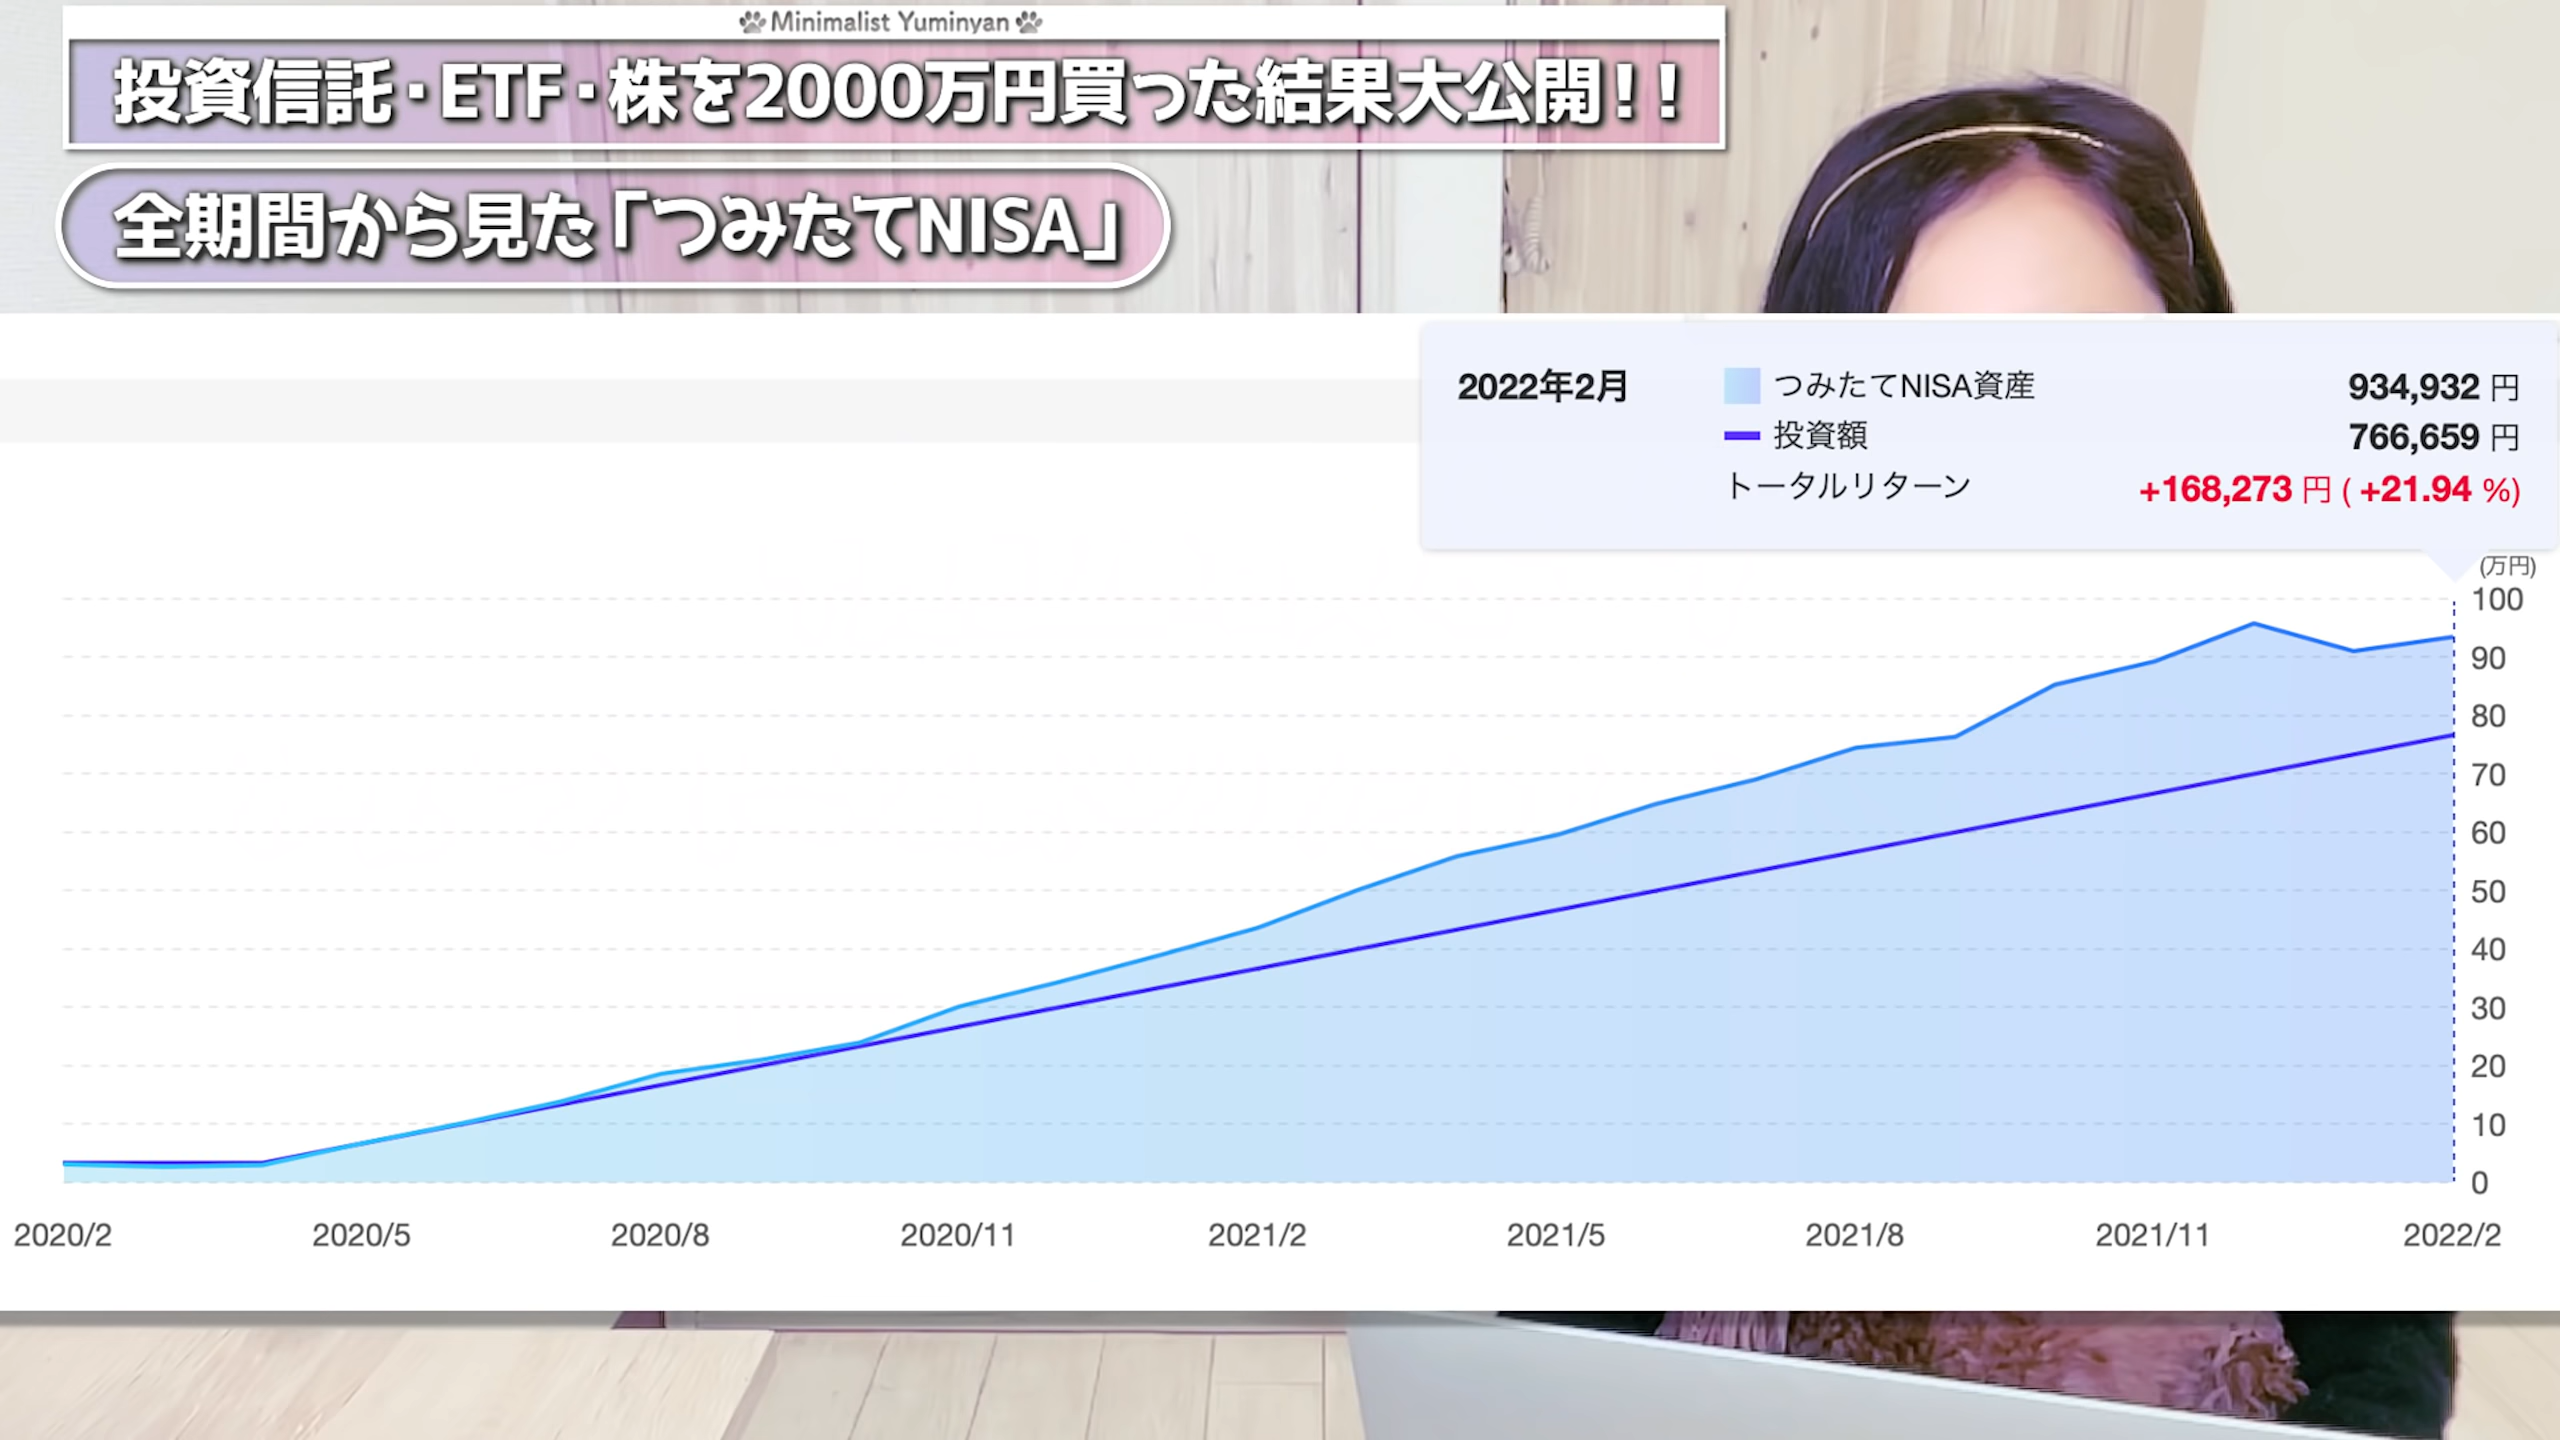 Minimalist Yuminyan
投資信託・ETF・株を2000万円買った結果大公開！！
全期間から見た「つみたてNISA」
2022年2月 つみたてNISA資産 934,932 円
投資額 766,659 円
トータルリターン +168,273 円 ( +21.94 %)
(万円)
100
90
80
70
60
50
40
30
20
10
0
2020/2 2020/5 2020/8 2020/11 2021/2 2021/5 2021/8 2021/11 2022/2